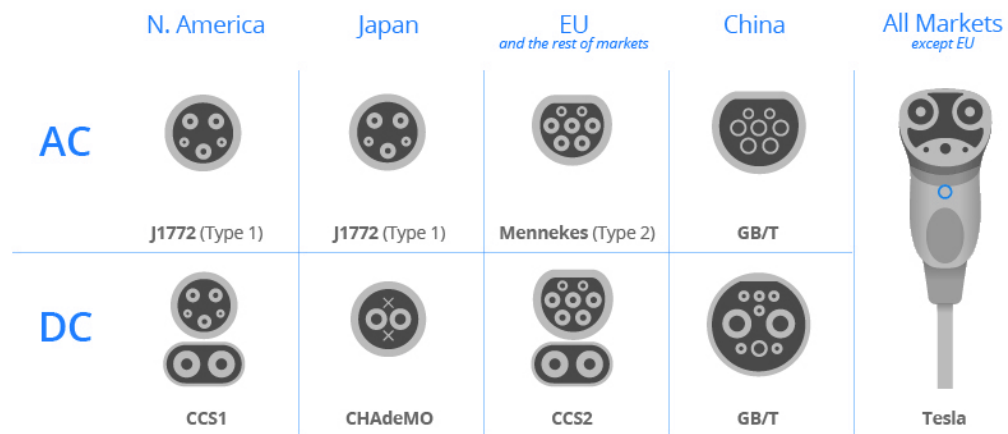 N. America
Japan
EU
and the rest of markets
China
All Markets
except EU
AC
J1772 (Type 1)
J1772 (Type 1)
Mennekes (Type 2)
GB/T
DC
CCS1
CHAdeMO
CCS2
GB/T
Tesla